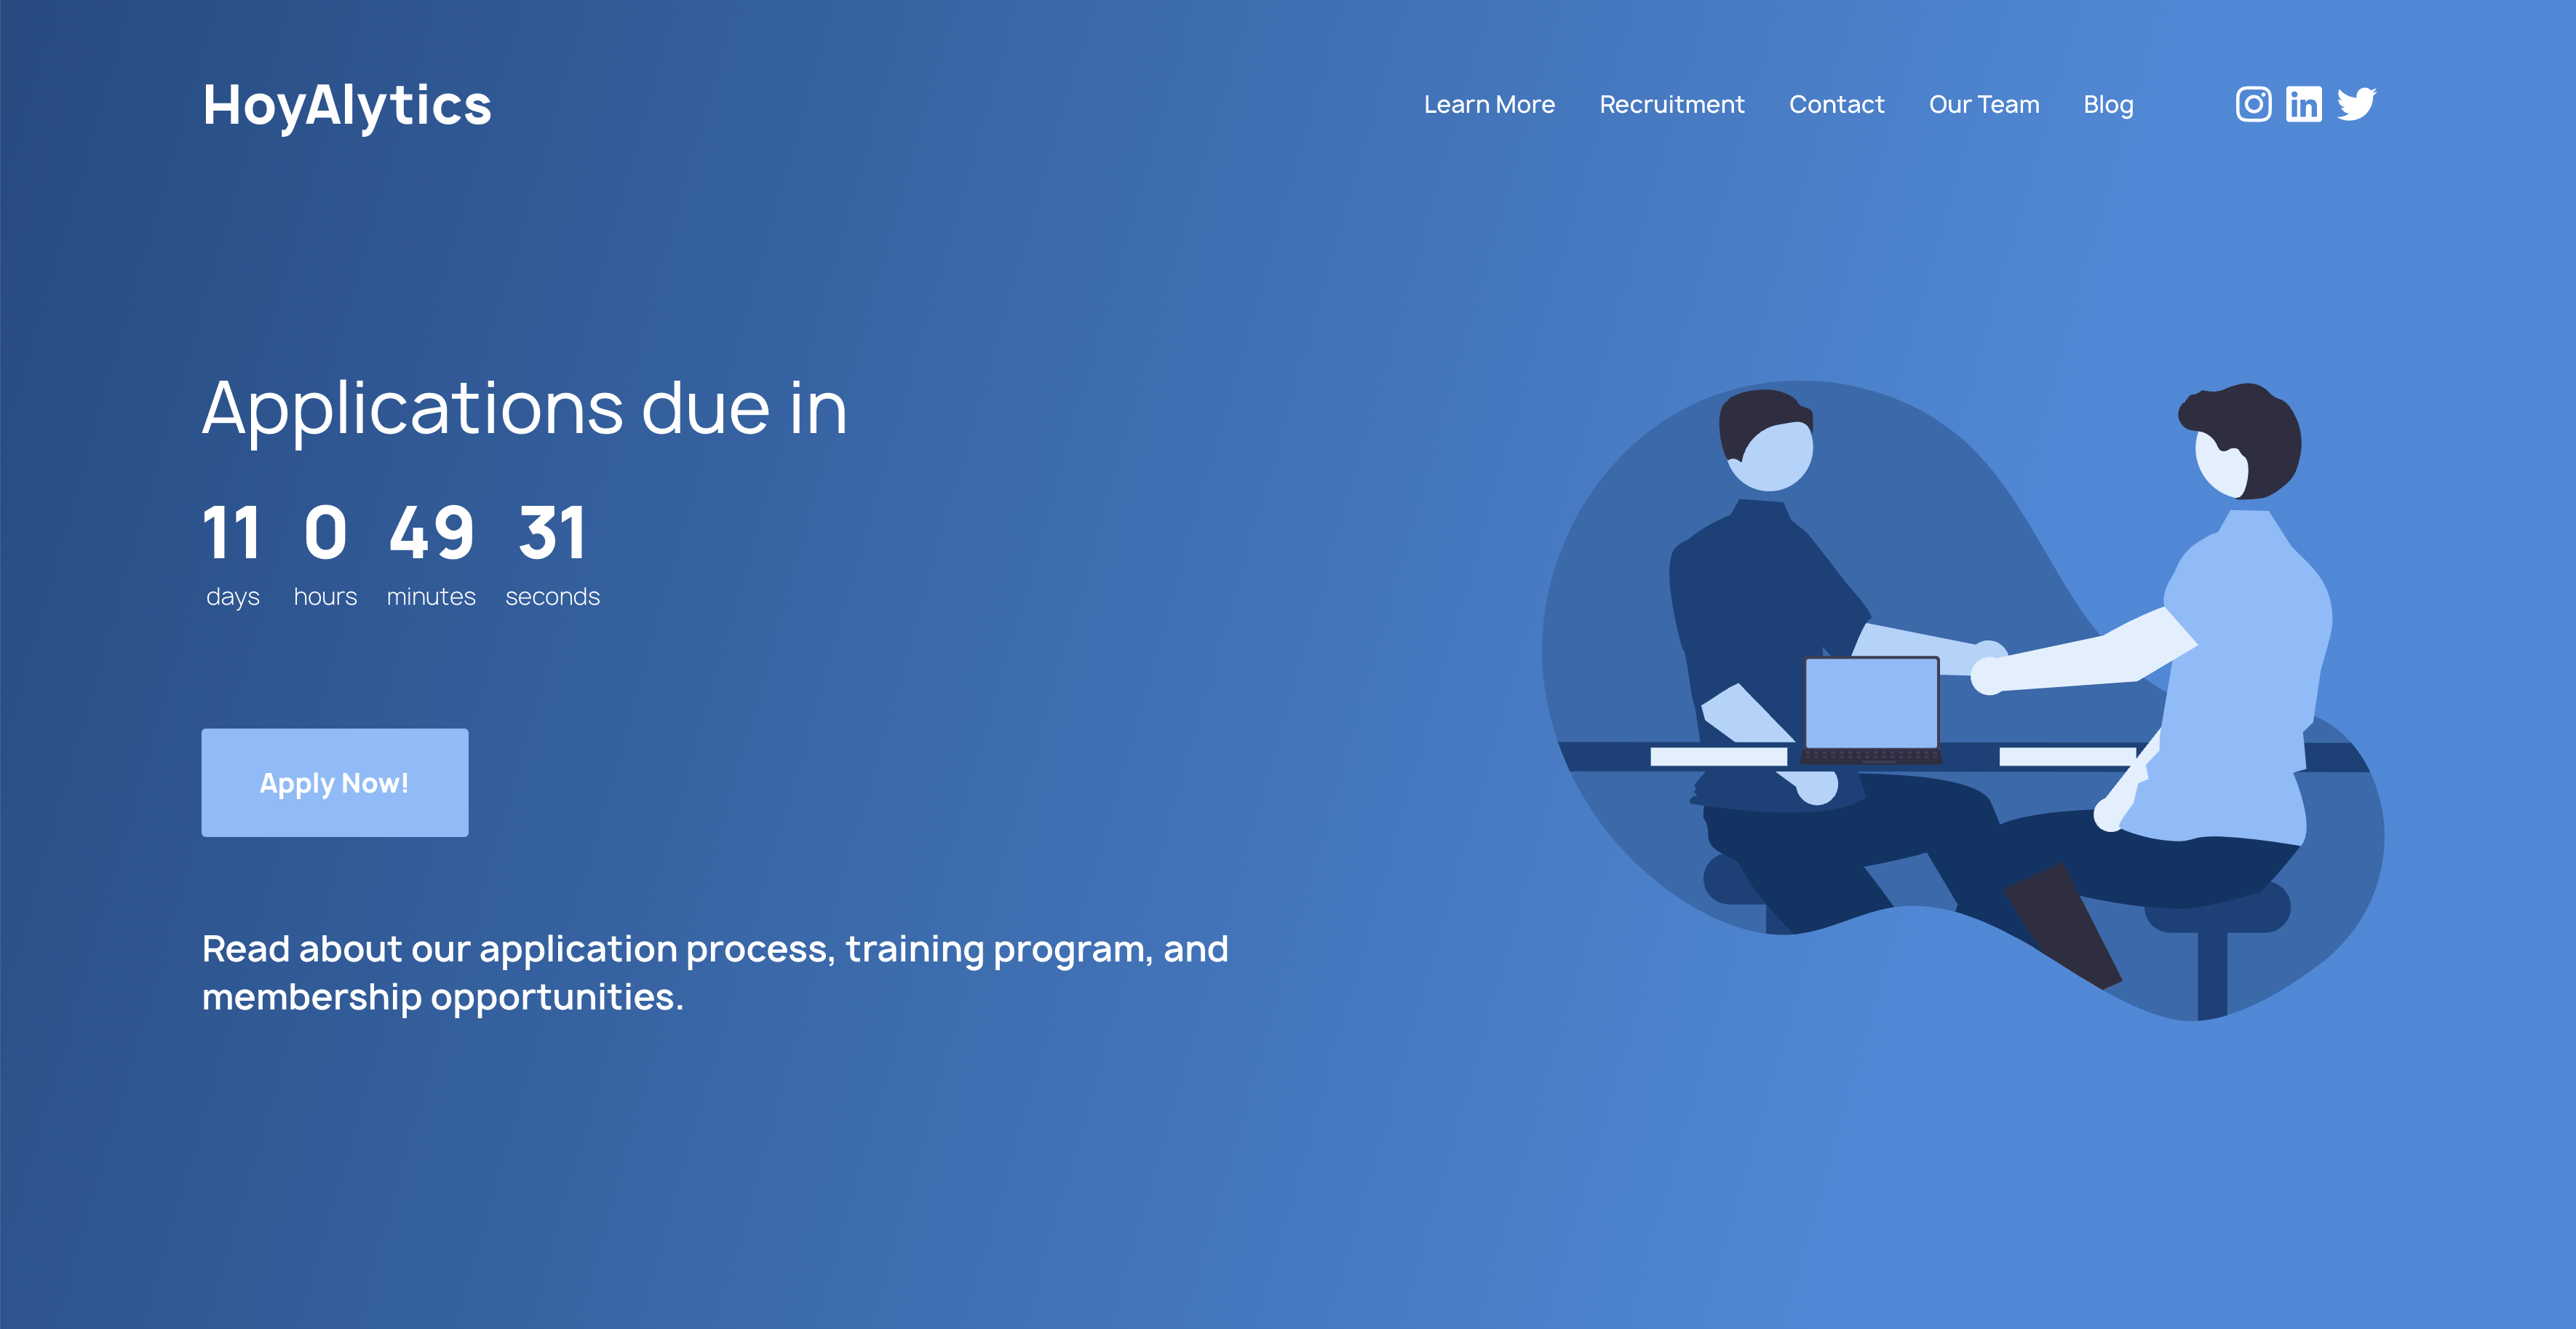 HoyAlytics
Learn More Recruitment Contact Our Team Blog
Applications due in
11 0 49 31
days hours minutes seconds
Apply Now!
Read about our application process, training program, and
membership opportunities.